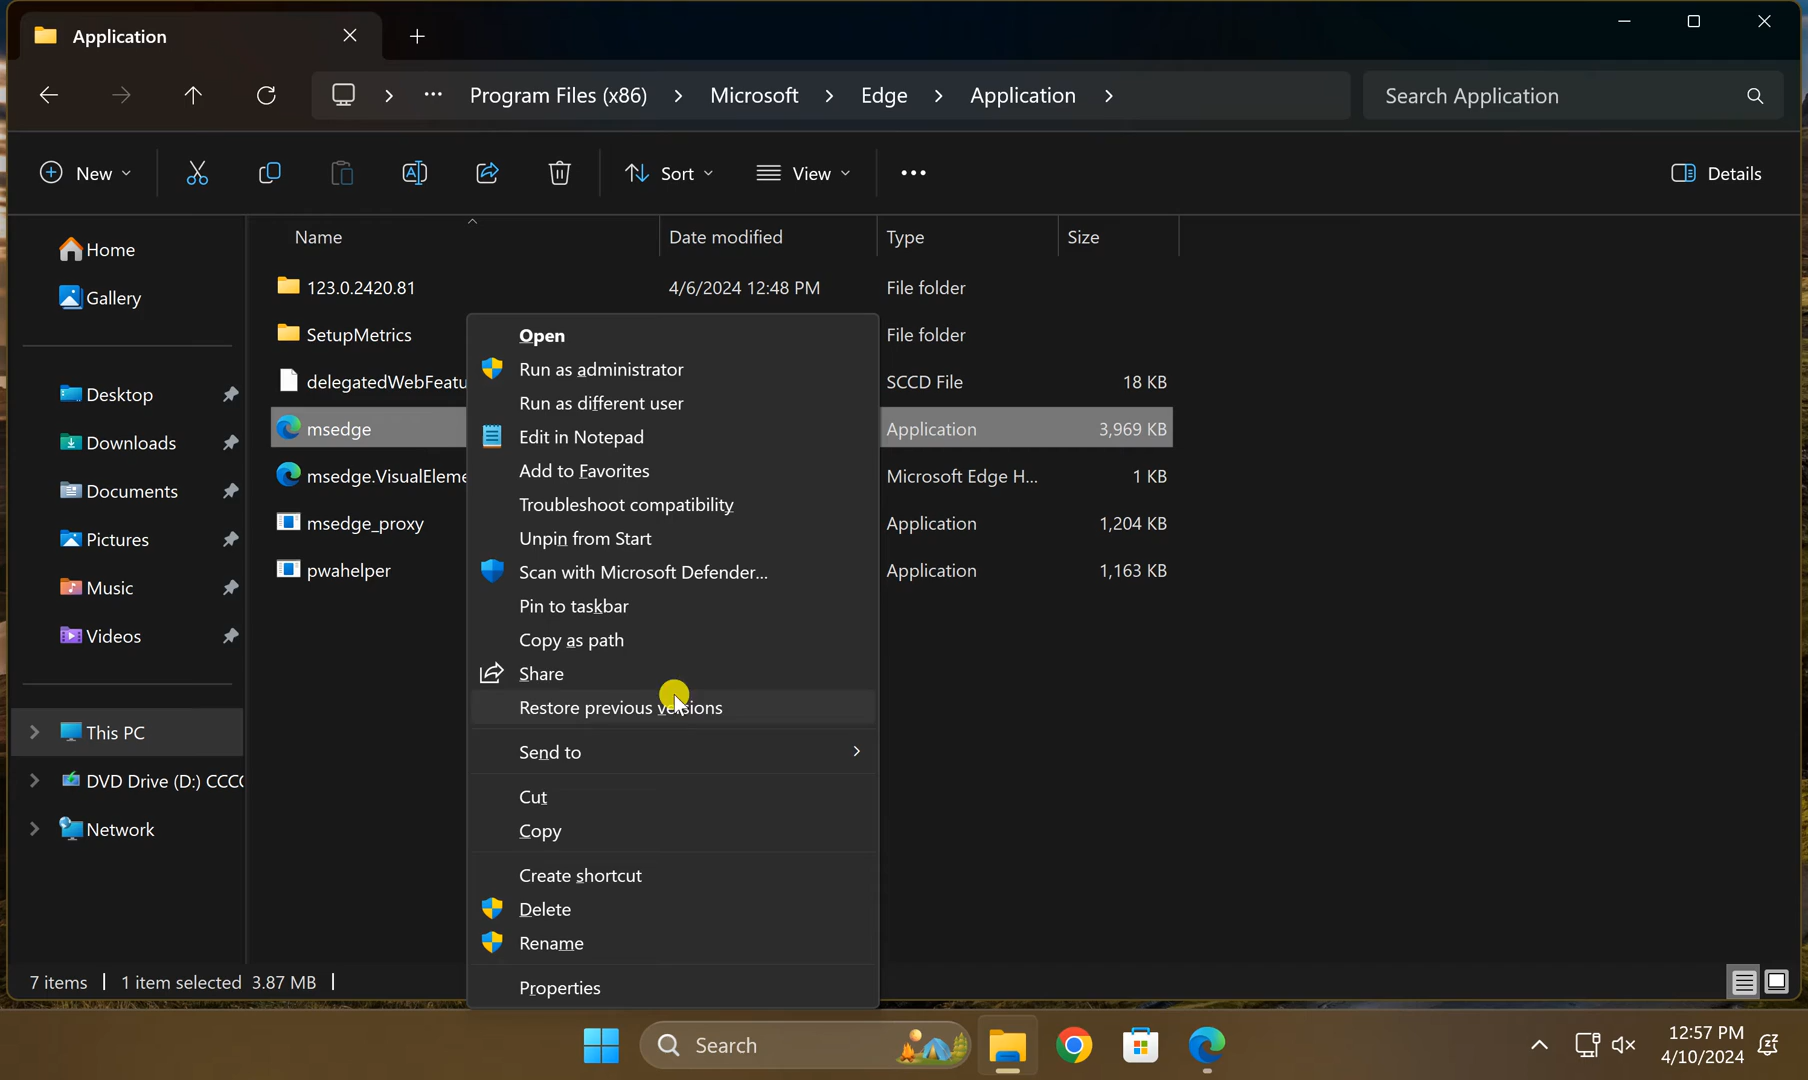 Application
Program Files (x86) Microsoft Edge Application
Search Application
New Sort View ••• Details
Name Date modified Type Size
Home
Gallery
Desktop
Downloads
Documents
Pictures
Music
Videos
This PC
DVD Drive (D:) CCC
Network
123.0.2420.81 4/6/2024 12:48 PM File folder
SetupMetrics File folder
delegatedWebFeatu SCCD File 18 KB
msedge Application 3,969 KB
msedge.VisualEleme Microsoft Edge H... 1 KB
msedge_proxy Application 1,204 KB
pwahelper Application 1,163 KB
Open
Run as administrator
Run as different user
Edit in Notepad
Add to Favorites
Troubleshoot compatibility
Unpin from Start
Scan with Microsoft Defender...
Pin to taskbar
Copy as path
Share
Restore previous versions
Send to
Cut
Copy
Create shortcut
Delete
Rename
Properties
7 items 1 item selected 3.87 MB
Search
12:57 PM
4/10/2024